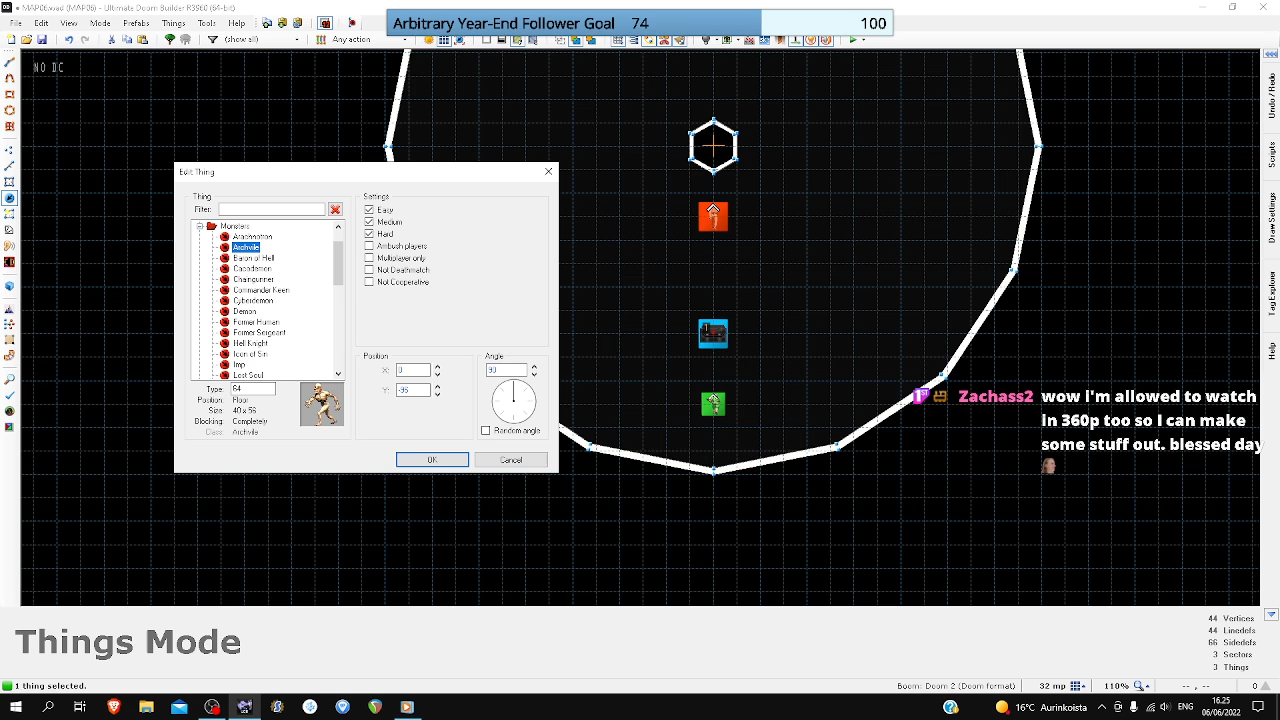 MAP06.wad (MAP06) - Ultimate Doom Builder R3960 (64-bit)
Arbitrary Year-End Follower Goal 74 100
File Edit View Mode Prefabs Things Tools Help
(show all) Any action
NO DC
Undo / Redo
Scripts
Draw Settings
Tag Explorer
Help
Edit Thing
Thing
Filter:
Monsters
Arachnotron
Archvile
Baron of Hell
Cacodemon
Chaingunner
Commander Keen
Cyberdemon
Demon
Former Human
Former Sergeant
Hell Knight
Icon of Sin
Imp
Lost Soul
Type: 64
Position: Floor
Size: 40 x 56
Blocking: Completely
Class: Archvile
Settings
Easy
Medium
Hard
Ambush players
Multiplayer only
Not Deathmatch
Not Cooperative
Position
X: 0
Y: -96
Angle
90
Random angle
OK Cancel
Zachass2 wow I'm allowed to watch
in 360p too so I can make
some stuff out. blessed day
Things Mode
44 Vertices
44 Linedefs
66 Sidedefs
3 Sectors
3 Things
1 thing selected.
Boom: Doom 2 (Doom format) 32 mp 110% -- , -- 0
16°C Aurinkoista ENG 16.25
06/06/2022